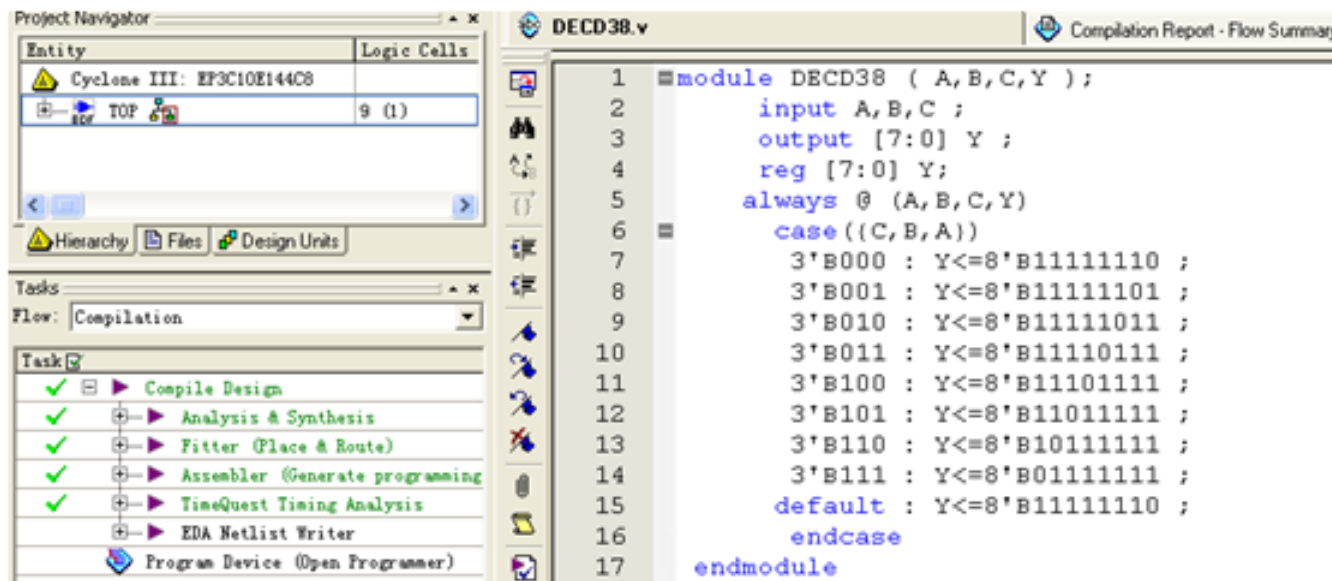 Project Navigator
Entity
Logic Cells
Cyclone III: EP3C10E144C8
TOP
9 (1)
Hierarchy
Files
Design Units
Tasks
Flow:
Compilation
Task
Compile Design
Analysis & Synthesis
Fitter (Place & Route)
Assembler (Generate programming
TimeQuest Timing Analysis
EDA Netlist Writer
Program Device (Open Programmer)
DECD38.v
Compilation Report - Flow Summary
1 module DECD38 ( A,B,C,Y );
2 input A,B,C ;
3 output [7:0] Y ;
4 reg [7:0] Y;
5 always @ (A,B,C,Y)
6 case({C,B,A})
7 3'B000 : Y<=8'B11111110 ;
8 3'B001 : Y<=8'B11111101 ;
9 3'B010 : Y<=8'B11111011 ;
10 3'B011 : Y<=8'B11110111 ;
11 3'B100 : Y<=8'B11101111 ;
12 3'B101 : Y<=8'B11011111 ;
13 3'B110 : Y<=8'B10111111 ;
14 3'B111 : Y<=8'B01111111 ;
15 default : Y<=8'B11111110 ;
16 endcase
17 endmodule